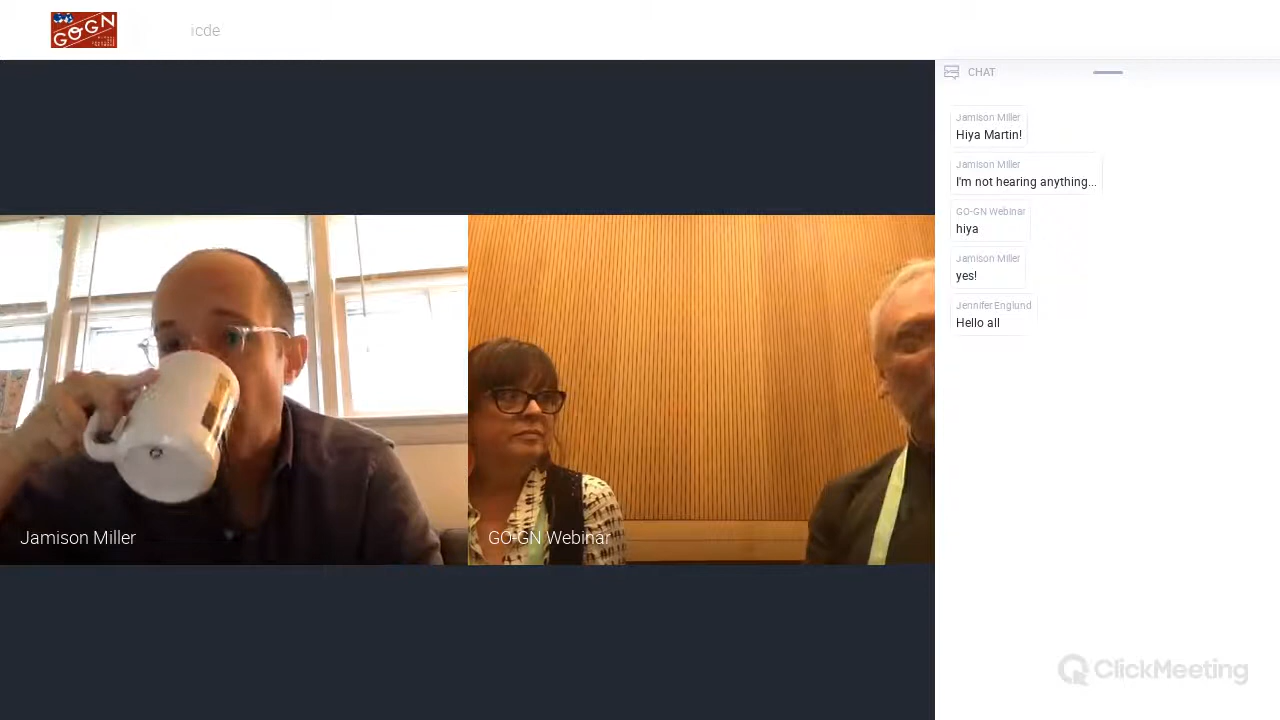 GO-GN
icde
CHAT
Jamison Miller
Hiya Martin!
Jamison Miller
I'm not hearing anything...
GO-GN Webinar
hiya
Jamison Miller
yes!
Jennifer Englund
Hello all
Jamison Miller
GO-GN Webinar
ClickMeeting